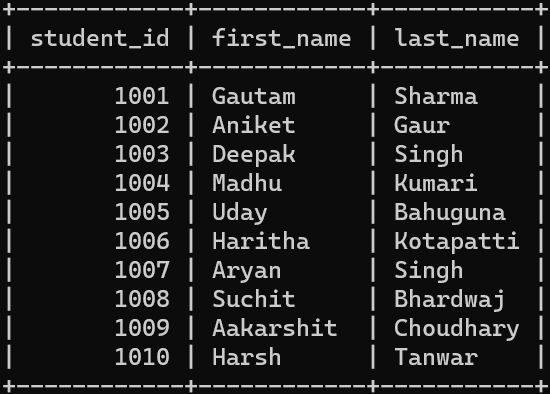 +------------+------------+-----------+
| student_id | first_name | last_name |
+------------+------------+-----------+
|       1001 | Gautam     | Sharma    |
|       1002 | Aniket     | Gaur      |
|       1003 | Deepak     | Singh     |
|       1004 | Madhu      | Kumari    |
|       1005 | Uday       | Bahuguna  |
|       1006 | Haritha    | Kotapatti |
|       1007 | Aryan      | Singh     |
|       1008 | Suchit     | Bhardwaj  |
|       1009 | Aakarshit  | Choudhary |
|       1010 | Harsh      | Tanwar    |
+------------+------------+-----------+